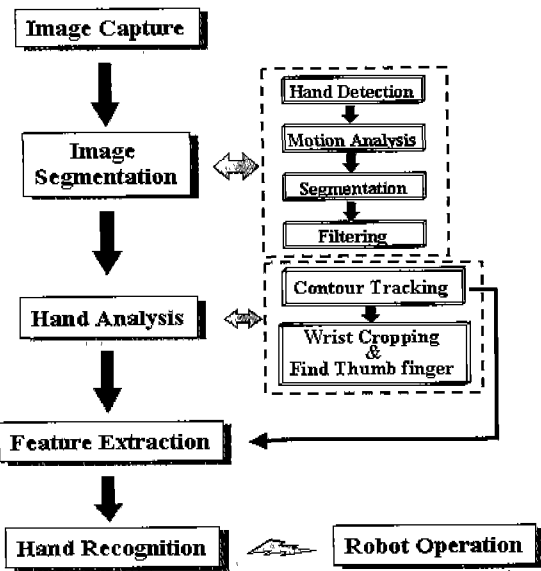 Image Capture
Image
Segmentation
Hand Detection
Motion Analysis
Segmentation
Filtering
Hand Analysis
Contour Tracking
Wrist Cropping
&
Find Thumb finger
Feature Extraction
Hand Recognition
Robot Operation